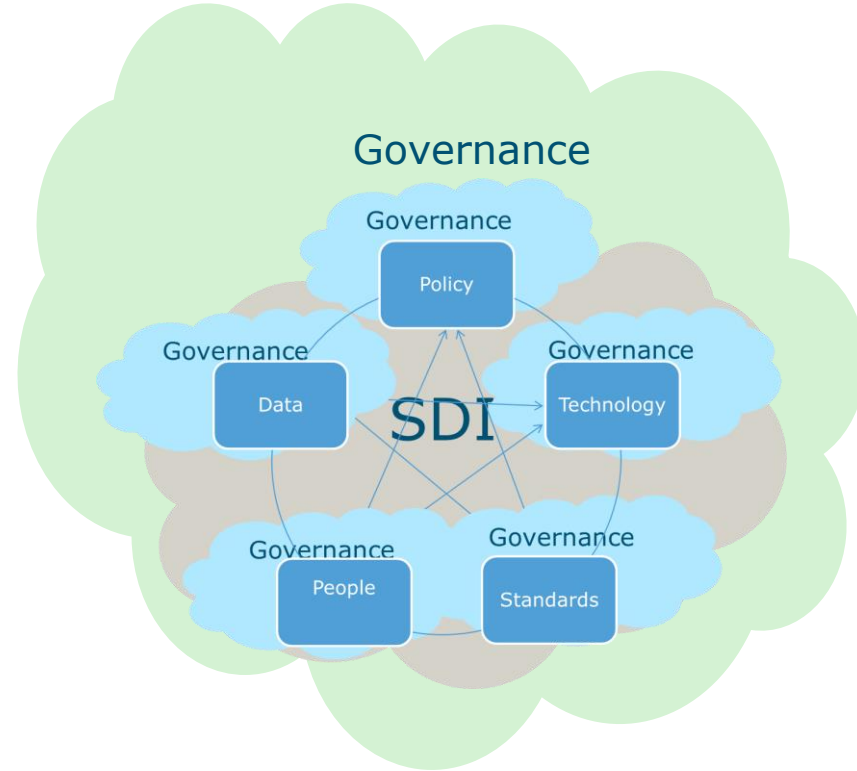 Governance
Governance
Policy
Governance
Governance
Data
Technology
SDI
Governance
Governance
People
Standards